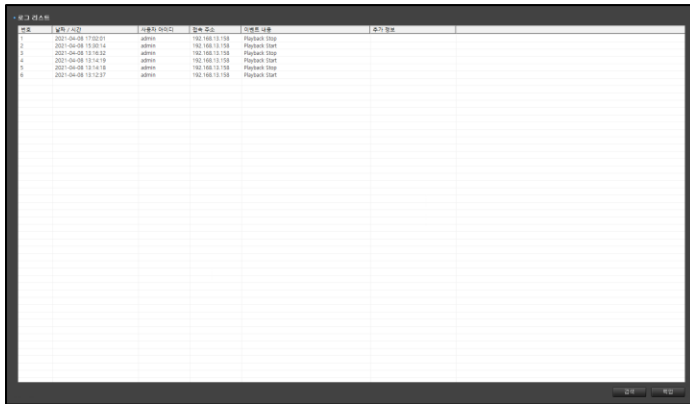 로그 리스트
번호 날짜 / 시간 사용자 아이디 접속 주소 이벤트 내용 추가 정보
1 2021-04-08 17:02:01 admin 192.168.13.158 Playback Stop
2 2021-04-08 15:30:14 admin 192.168.13.158 Playback Start
3 2021-04-08 13:16:32 admin 192.168.13.158 Playback Stop
4 2021-04-08 13:14:19 admin 192.168.13.158 Playback Start
5 2021-04-08 13:14:18 admin 192.168.13.158 Playback Stop
6 2021-04-08 13:12:37 admin 192.168.13.158 Playback Start
확인